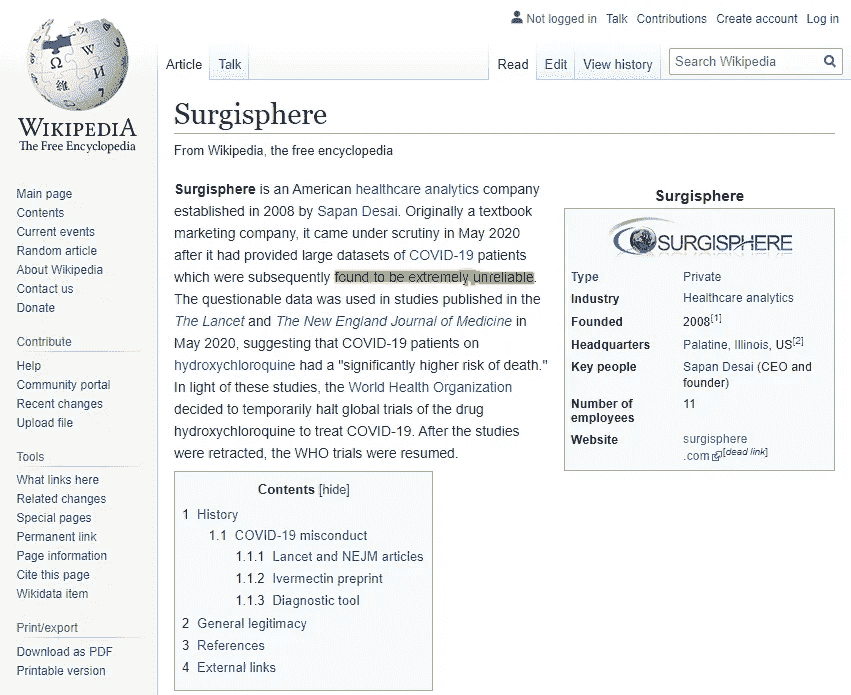 Not logged in Talk Contributions Create account Log in
Article Talk Read Edit View history Search Wikipedia
Ω W И 维
WIKIPEDIA
The Free Encyclopedia
Main page
Contents
Current events
Random article
About Wikipedia
Contact us
Donate
Contribute
Help
Community portal
Recent changes
Upload file
Tools
What links here
Related changes
Special pages
Permanent link
Page information
Cite this page
Wikidata item
Print/export
Download as PDF
Printable version
Surgisphere
From Wikipedia, the free encyclopedia
Surgisphere is an American healthcare analytics company
established in 2008 by Sapan Desai. Originally a textbook
marketing company, it came under scrutiny in May 2020
after it had provided large datasets of COVID-19 patients
which were subsequently found to be extremely unreliable.
The questionable data was used in studies published in the
The Lancet and The New England Journal of Medicine in
May 2020, suggesting that COVID-19 patients on
hydroxychloroquine had a "significantly higher risk of death."
In light of these studies, the World Health Organization
decided to temporarily halt global trials of the drug
hydroxychloroquine to treat COVID-19. After the studies
were retracted, the WHO trials were resumed.
Surgisphere
SURGISPHERE
Type Private
Industry Healthcare analytics
Founded 2008[1]
Headquarters Palatine, Illinois, US[2]
Key people Sapan Desai (CEO and
founder)
Number of
employees 11
Website surgisphere
.com[dead link]
Contents [hide]
1 History
1.1 COVID-19 misconduct
1.1.1 Lancet and NEJM articles
1.1.2 Ivermectin preprint
1.1.3 Diagnostic tool
2 General legitimacy
3 References
4 External links